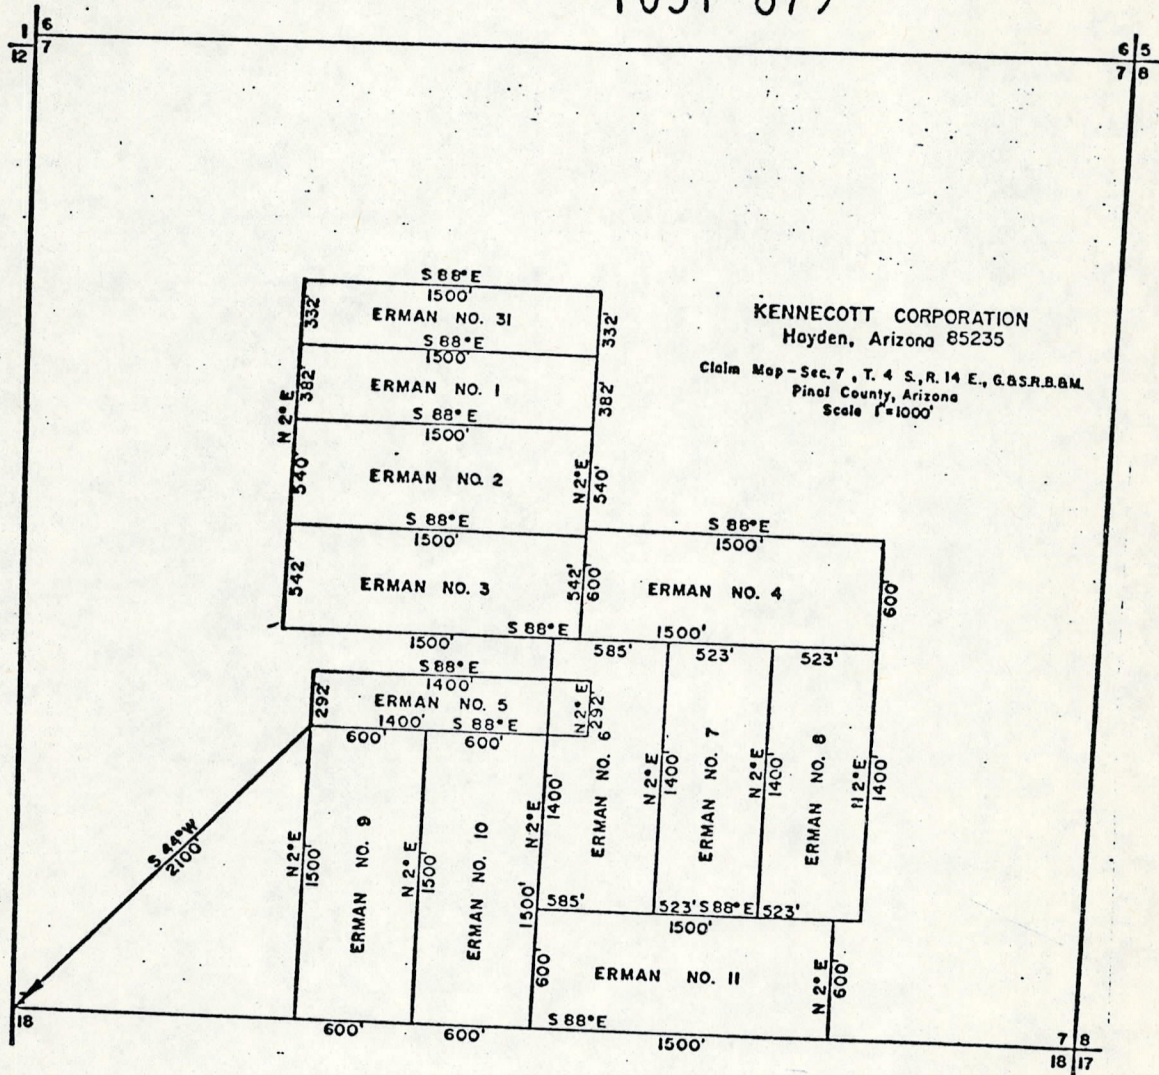 1 6
12 7
6 5
7 8
S 88° E
1500'
332'
ERMAN NO. 31
332'
S 88° E
1500'
382'
ERMAN NO. 1
382'
N 2° E
S 88° E
1500'
540'
ERMAN NO. 2
N 2° E
540'
S 88° E
1500'
542'
ERMAN NO. 3
542'
1500'
S 88° E
KENNECOTT CORPORATION
Hayden, Arizona 85235
Claim Map - Sec. 7, T. 4 S., R. 14 E., G.&S.R.B.&M.
Pinal County, Arizona
Scale 1"=1000'
S 88° E
1500'
600'
ERMAN NO. 4
600'
1500'
585'
523'
523'
S 88° E
1400'
292'
ERMAN NO. 5
N 2° E
292'
1400'
S 88° E
600'
600'
S 44° W
2100'
N 2° E
1500'
ERMAN NO. 9
N 2° E
1500'
ERMAN NO. 10
N 2° E
1400'
1500'
ERMAN NO. 6
N 2° E
1400'
ERMAN NO. 7
N 2° E
1400'
ERMAN NO. 8
N 2° E
1400'
585'
523'
S 88° E
523'
1500'
600'
ERMAN NO. 11
N 2° E
600'
18
600'
600'
S 88° E
1500'
7 8
18 17